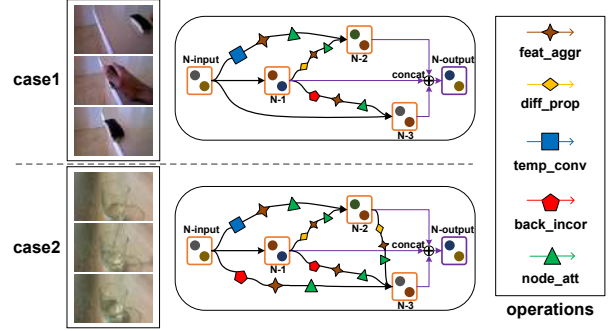 case1
N-input
N-1
N-2
N-3
concat
N-output
case2
N-input
N-1
N-2
N-3
concat
N-output
feat_aggr
diff_prop
temp_conv
back_incor
node_att
operations